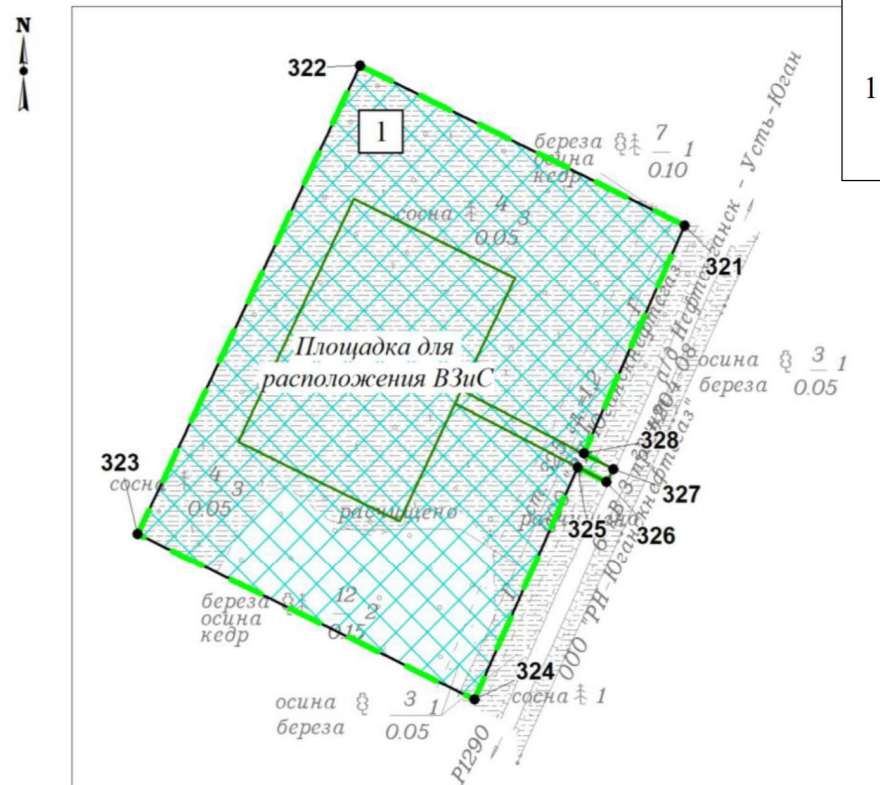 N
322
1
1
береза 7 1
осина 0.10
кедр
сосна 4 3
0.05
321
Нефтеюганск - Усть-Юган
Площадка для
расположения ВЗиС
осина 3 1
береза 0.05
328
323
сосна 4 3
0.05
327
расчищено
325
326
ООО "РН-Юганскнефтегаз"
береза 12 2
осина 0.15
кедр
324
осина 3 1
береза 0.05
сосна 1
Р1290